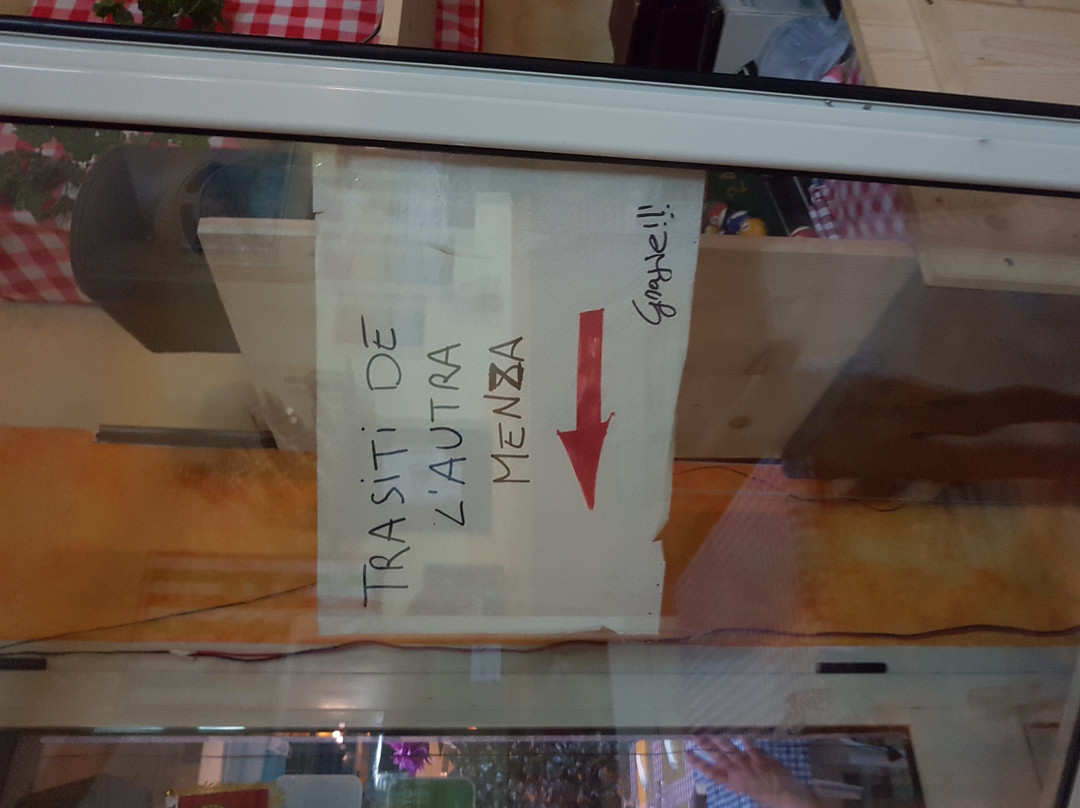 TRASiTi DE
L'AUTRA
MENZA
Grazie!!!